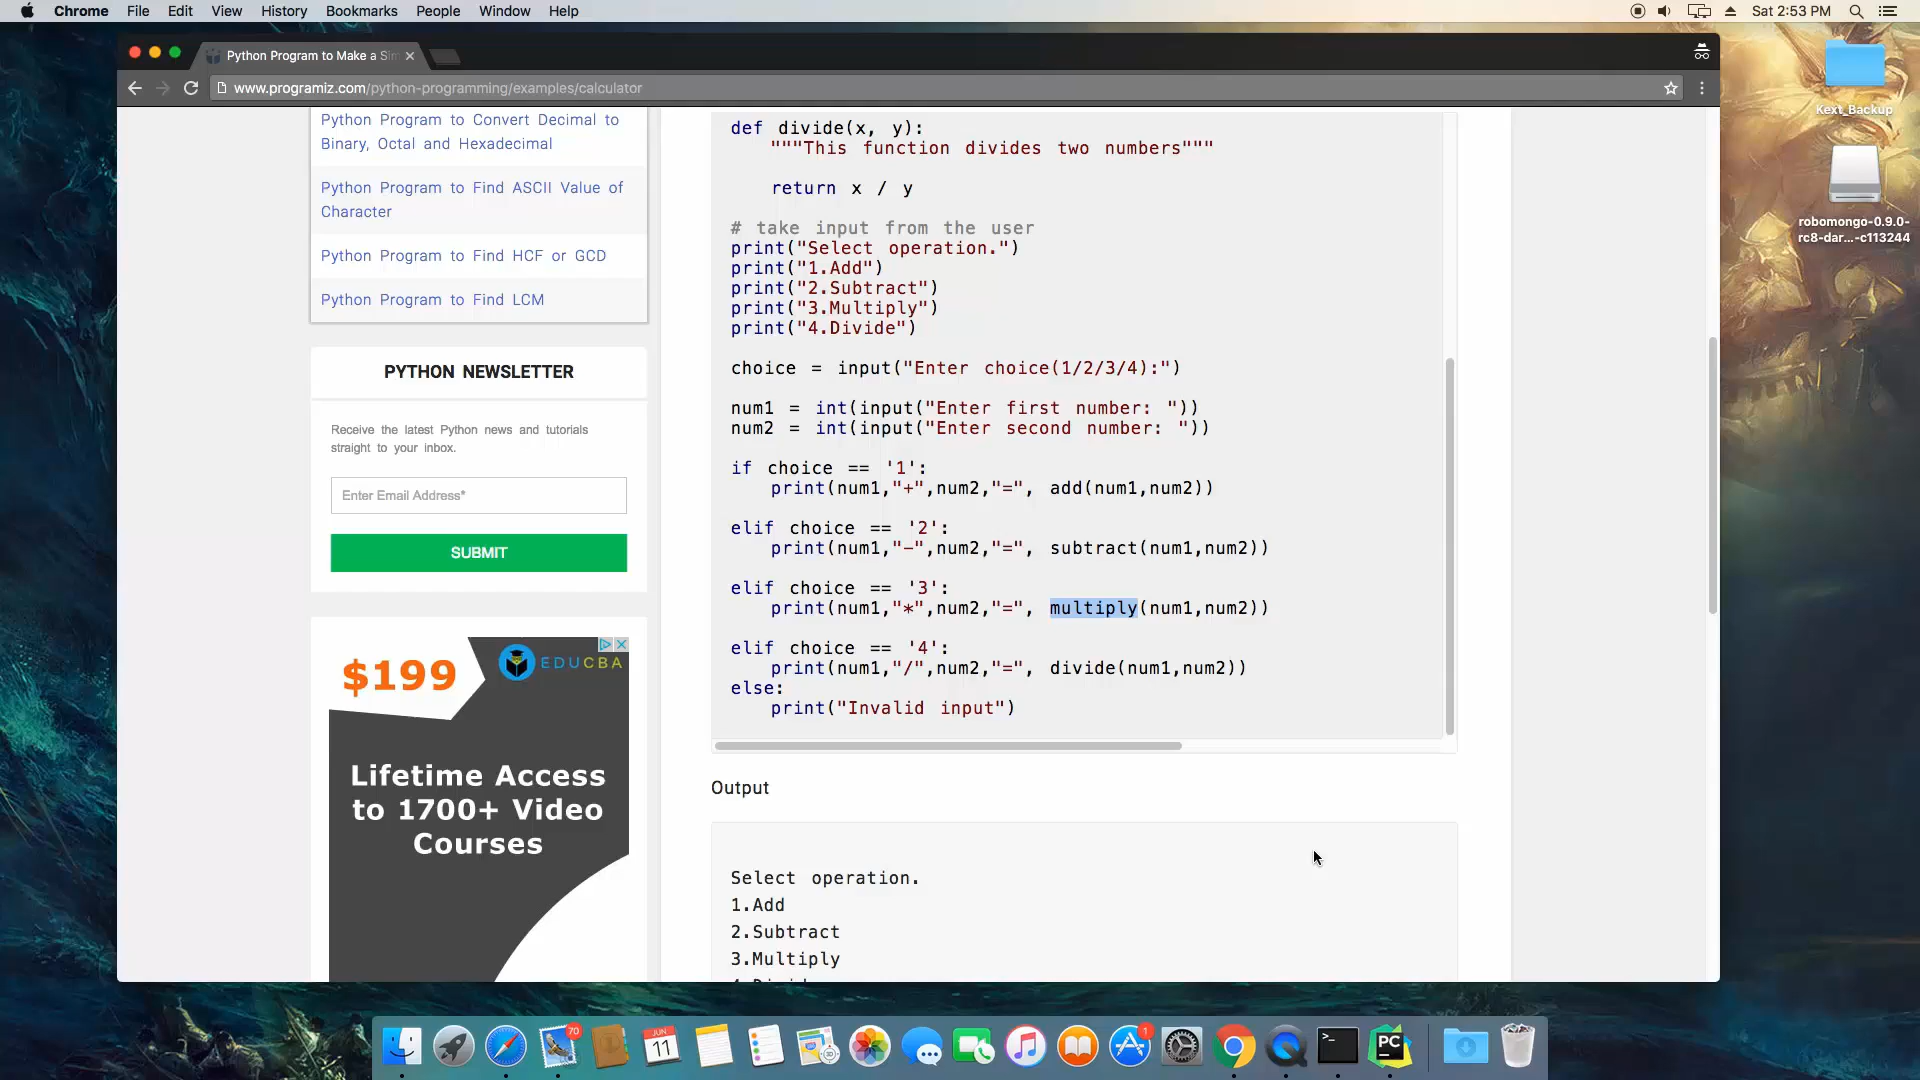 Chrome File Edit View History Bookmarks People Window Help
Sat 2:53 PM
Python Program to Make a Sim
www.programiz.com/python-programming/examples/calculator
Kext_Backup
robomongo-0.9.0-
rc8-dar...-c113244
Python Program to Convert Decimal to
Binary, Octal and Hexadecimal
Python Program to Find ASCII Value of
Character
Python Program to Find HCF or GCD
Python Program to Find LCM
PYTHON NEWSLETTER
Receive the latest Python news and tutorials
straight to your inbox.
Enter Email Address*
SUBMIT
$199
EDUCBA
Lifetime Access
to 1700+ Video
Courses
def divide(x, y):
"""This function divides two numbers"""
return x / y
# take input from the user
print("Select operation.")
print("1.Add")
print("2.Subtract")
print("3.Multiply")
print("4.Divide")
choice = input("Enter choice(1/2/3/4):")
num1 = int(input("Enter first number: "))
num2 = int(input("Enter second number: "))
if choice == '1':
print(num1,"+",num2,"=", add(num1,num2))
elif choice == '2':
print(num1,"-",num2,"=", subtract(num1,num2))
elif choice == '3':
print(num1,"*",num2,"=", multiply(num1,num2))
elif choice == '4':
print(num1,"/",num2,"=", divide(num1,num2))
else:
print("Invalid input")
Output
Select operation.
1.Add
2.Subtract
3.Multiply
70
JUN
11
1
PC